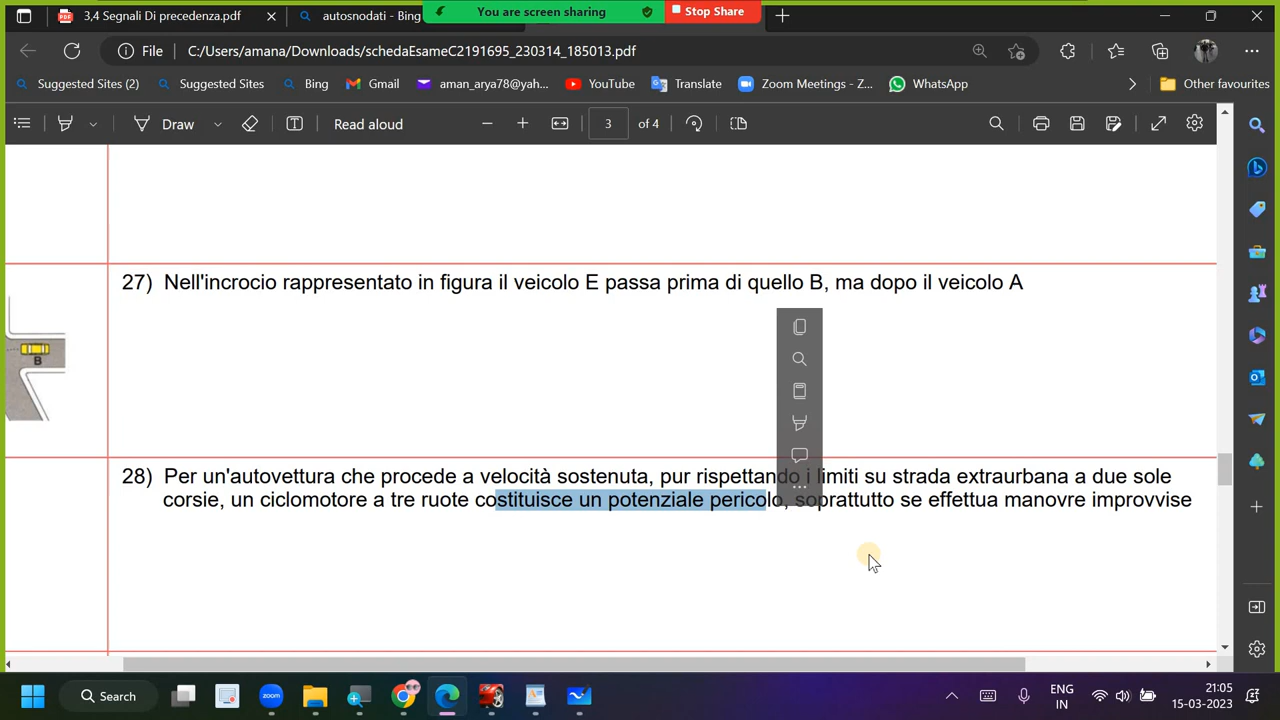 3,4 Segnali Di precedenza.pdf
autosnodati - Bing
You are screen sharing
Stop Share
File
C:/Users/amana/Downloads/schedaEsameC2191695_230314_185013.pdf
Suggested Sites (2)
Suggested Sites
Bing
Gmail
aman_arya78@yah...
YouTube
Translate
Zoom Meetings - Z...
WhatsApp
Other favourites
Draw
Read aloud
3
of 4
27) Nell'incrocio rappresentato in figura il veicolo E passa prima di quello B, ma dopo il veicolo A
B
28) Per un'autovettura che procede a velocità sostenuta, pur rispettando i limiti su strada extraurbana a due sole
corsie, un ciclomotore a tre ruote costituisce un potenziale pericolo, soprattutto se effettua manovre improvvise
Search
zoom
ENG
IN
21:05
15-03-2023